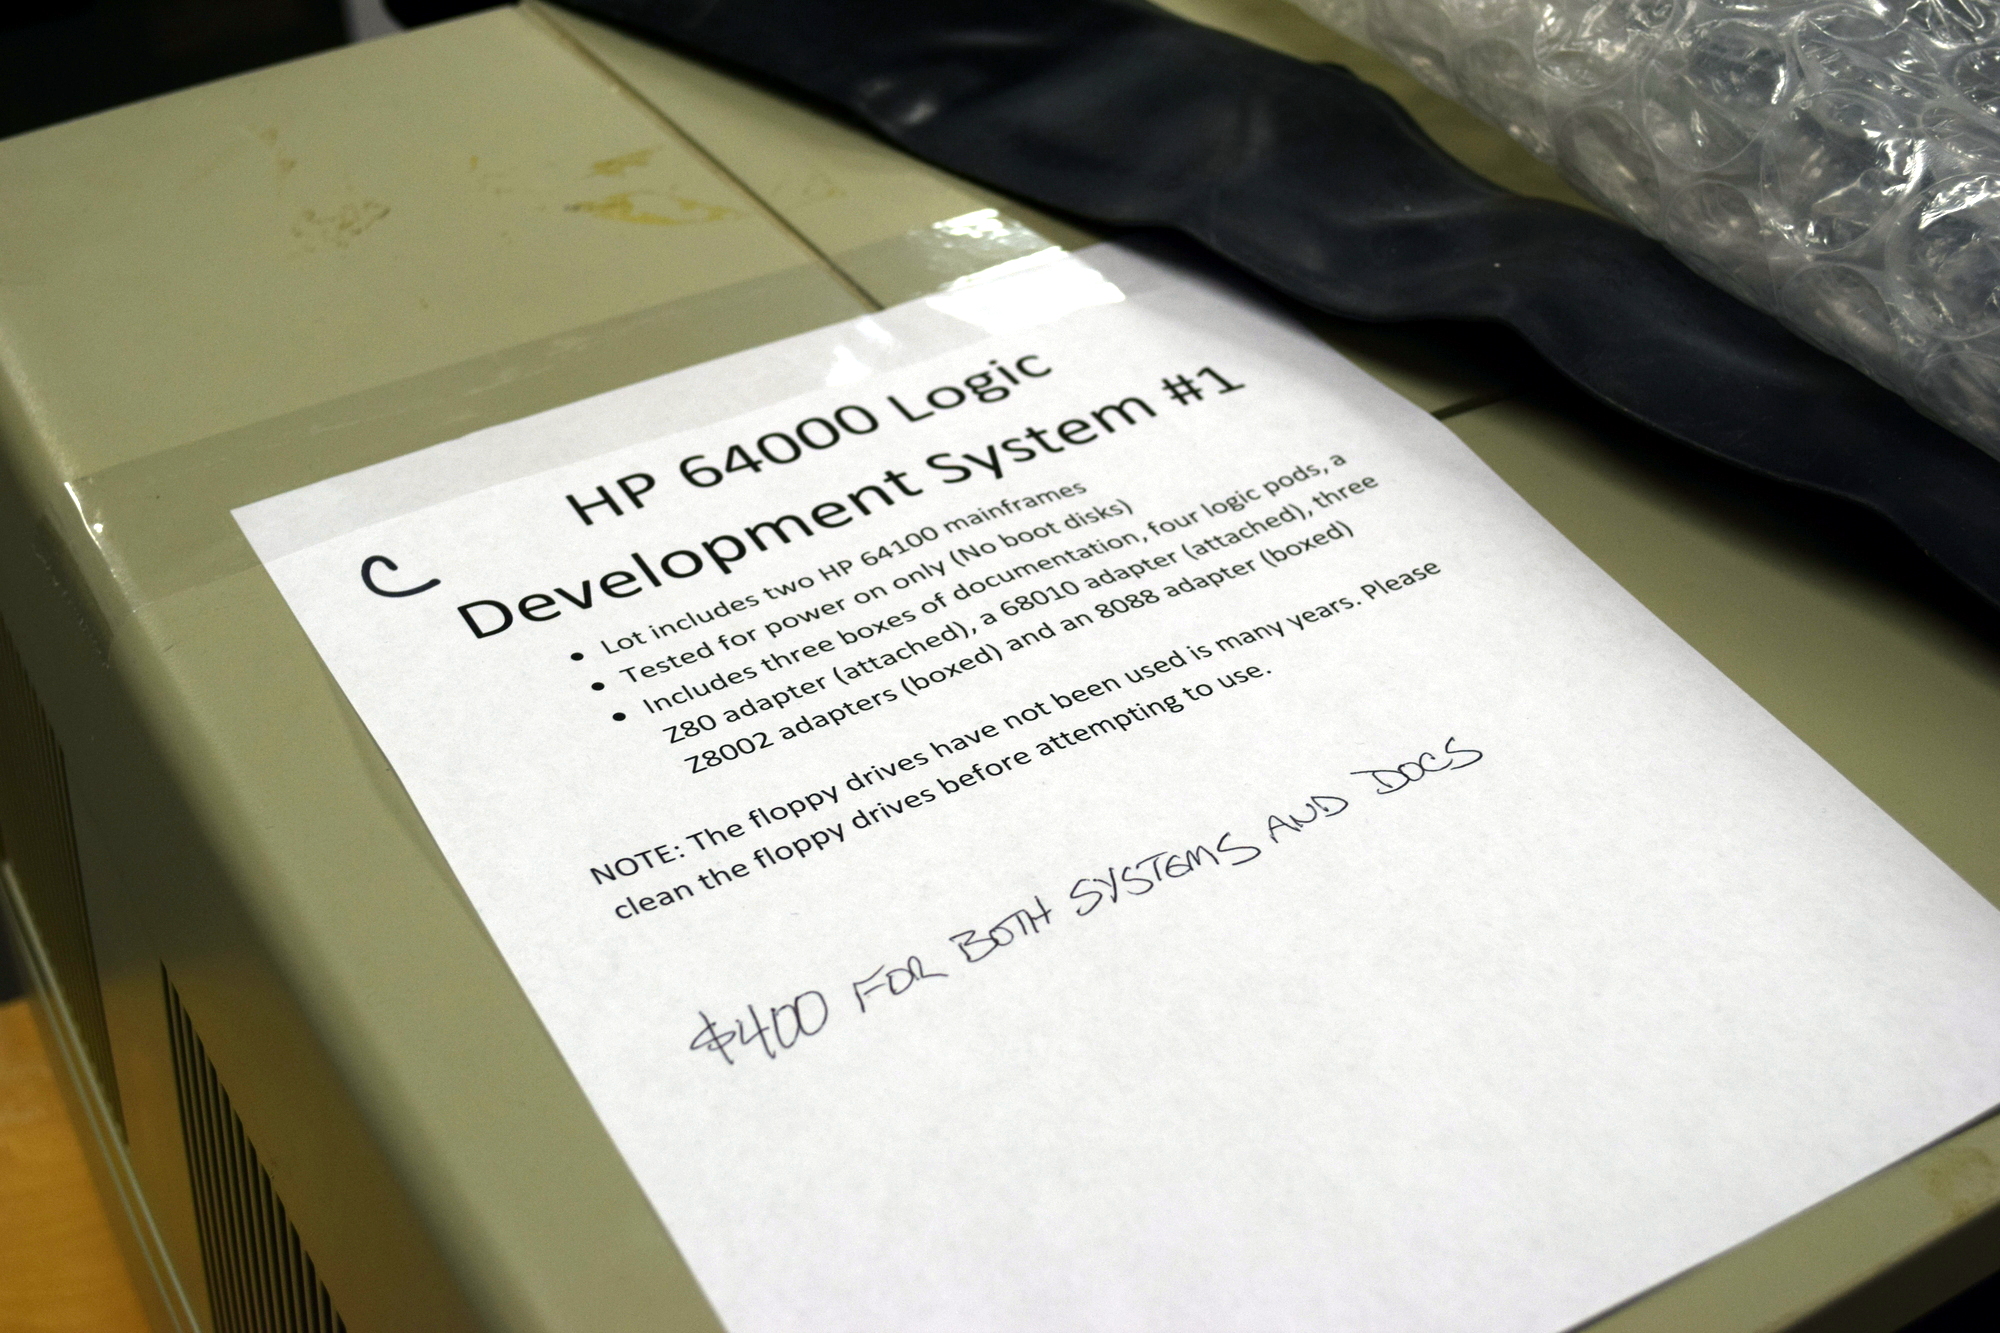 HP 64000 Logic
Development System #1
C
• Lot includes two HP 64100 mainframes
• Tested for power on only (No boot disks)
• Includes three boxes of documentation, four logic pods, a
Z80 adapter (attached), a 68010 adapter (attached), three
Z8002 adapters (boxed) and an 8088 adapter (boxed)
NOTE: The floppy drives have not been used is many years. Please
clean the floppy drives before attempting to use.
$400 FOR BOTH SYSTEMS AND DOCS